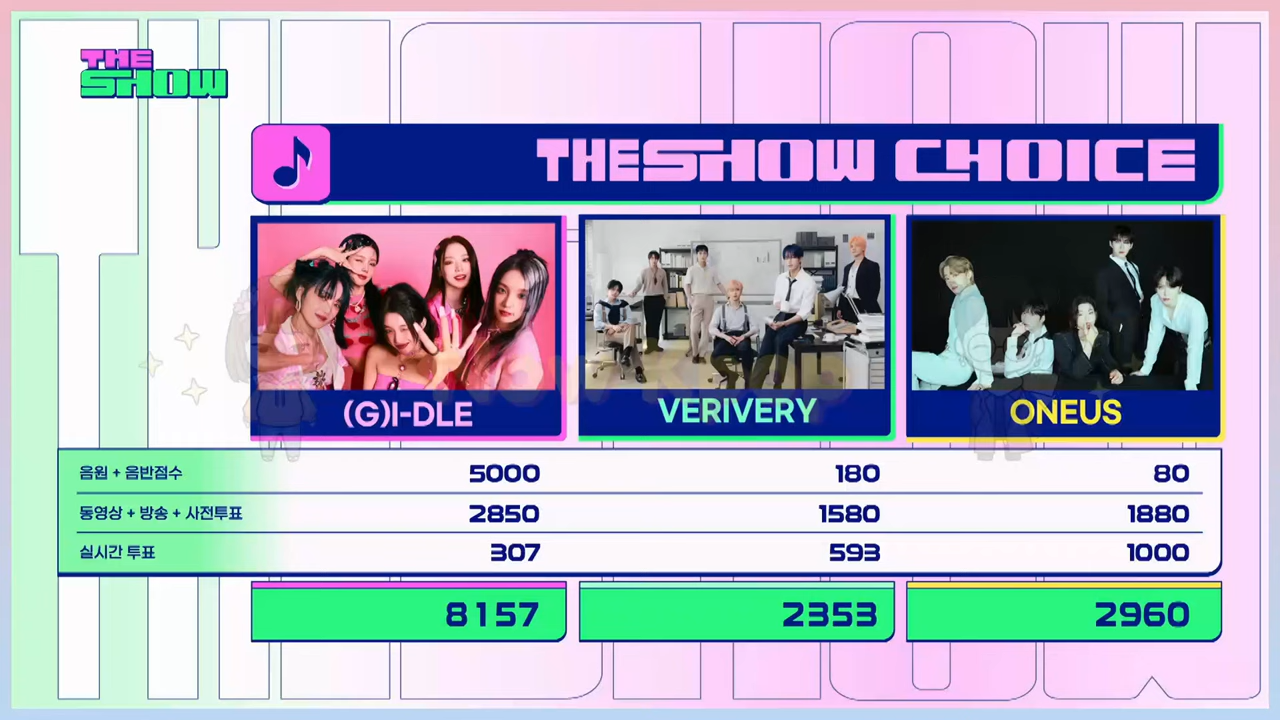 THE
SHOW
THE SHOW CHOICE
(G)I-DLE VERIVERY ONEUS
음원 + 음반점수 5000 180 80
동영상 + 방송 + 사전투표 2850 1580 1880
실시간 투표 307 593 1000
8157 2353 2960